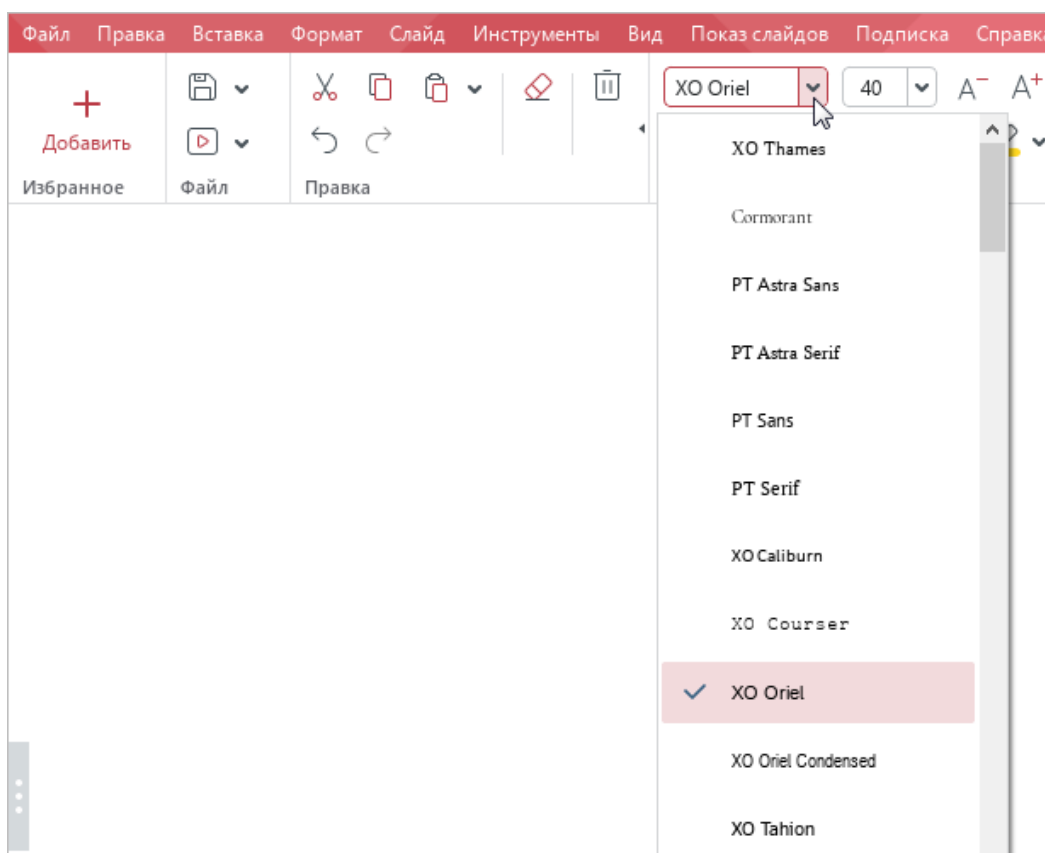 Файл Правка Вставка Формат Слайд Инструменты Вид Показ слайдов Подписка Справка
XO Oriel 40 A− A+
Добавить
Избранное Файл Правка
XO Thames
Cormorant
PT Astra Sans
PT Astra Serif
PT Sans
PT Serif
XO Caliburn
XO Courser
XO Oriel
XO Oriel Condensed
XO Tahion